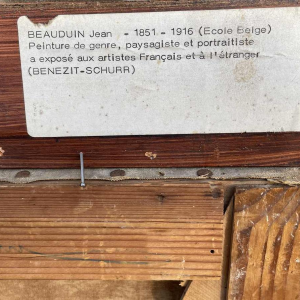 BEAUDUIN Jean - 1851 - 1916 (Ecole Belge)
Peinture de genre, paysagiste et portraitiste
a exposé aux artistes Français et à l'étranger
(BENEZIT-SCHURR)